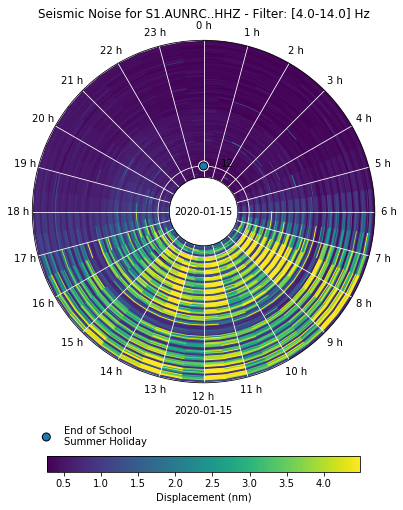 Seismic Noise for S1.AUNRC..HHZ - Filter: [4.0-14.0] Hz
0 h
23 h
1 h
22 h
2 h
21 h
3 h
20 h
4 h
19 h
5 h
12
18 h
2020-01-15
6 h
17 h
7 h
16 h
8 h
15 h
9 h
14 h
10 h
13 h
11 h
12 h
2020-01-15
End of School
Summer Holiday
0.5 1.0 1.5 2.0 2.5 3.0 3.5 4.0
Displacement (nm)